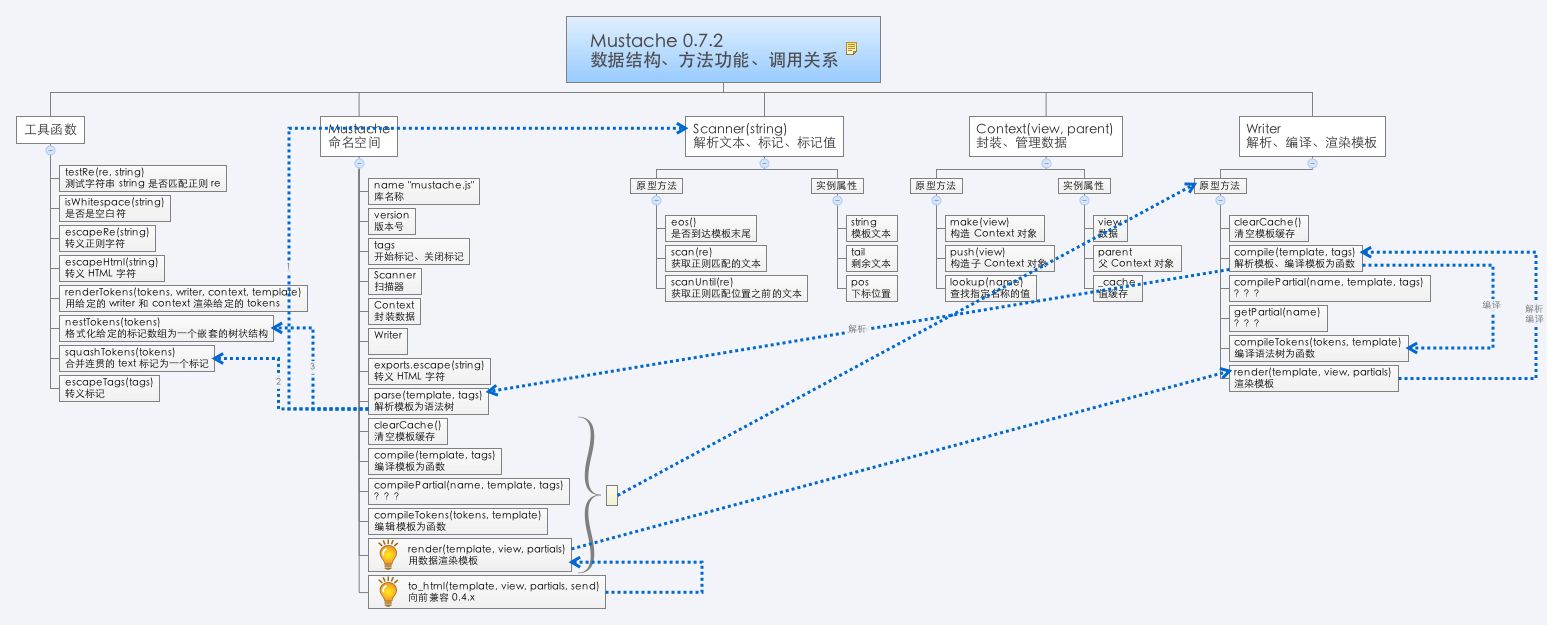 Mustache 0.7.2
数据结构、方法功能、调用关系
工具函数
testRe(re, string)
测试字符串 string 是否匹配正则 re
isWhitespace(string)
是否是空白符
escapeRe(string)
转义正则字符
escapeHtml(string)
转义 HTML 字符
renderTokens(tokens, writer, context, template)
用给定的 writer 和 context 渲染给定的 tokens
nestTokens(tokens)
格式化给定的标记数组为一个嵌套的树状结构
squashTokens(tokens)
合并连贯的 text 标记为一个标记
escapeTags(tags)
转义标记
1
2
3
Mustache
命名空间
name "mustache.js"
库名称
version
版本号
tags
开始标记、关闭标记
Scanner
扫描器
Context
封装数据
Writer
exports.escape(string)
转义 HTML 字符
parse(template, tags)
解析模板为语法树
clearCache()
清空模板缓存
compile(template, tags)
编译模板为函数
compilePartial(name, template, tags)
? ? ?
compileTokens(tokens, template)
编辑模板为函数
render(template, view, partials)
用数据渲染模板
to_html(template, view, partials, send)
向前兼容 0.4.x
Scanner(string)
解析文本、标记、标记值
原型方法
eos()
是否到达模板末尾
scan(re)
获取正则匹配的文本
scanUntil(re)
获取正则匹配位置之前的文本
实例属性
string
模板文本
tail
剩余文本
pos
下标位置
解析
Context(view, parent)
封装、管理数据
原型方法
make(view)
构造 Context 对象
push(view)
构造子 Context 对象
lookup(name)
查找指定名称的值
实例属性
view
数据
parent
父 Context 对象
_cache
值缓存
Writer
解析、编译、渲染模板
原型方法
clearCache()
清空模板缓存
compile(template, tags)
解析模板、编译模板为函数
compilePartial(name, template, tags)
? ? ?
getPartial(name)
? ? ?
compileTokens(tokens, template)
编译语法树为函数
render(template, view, partials)
渲染模板
编译
解析
编译